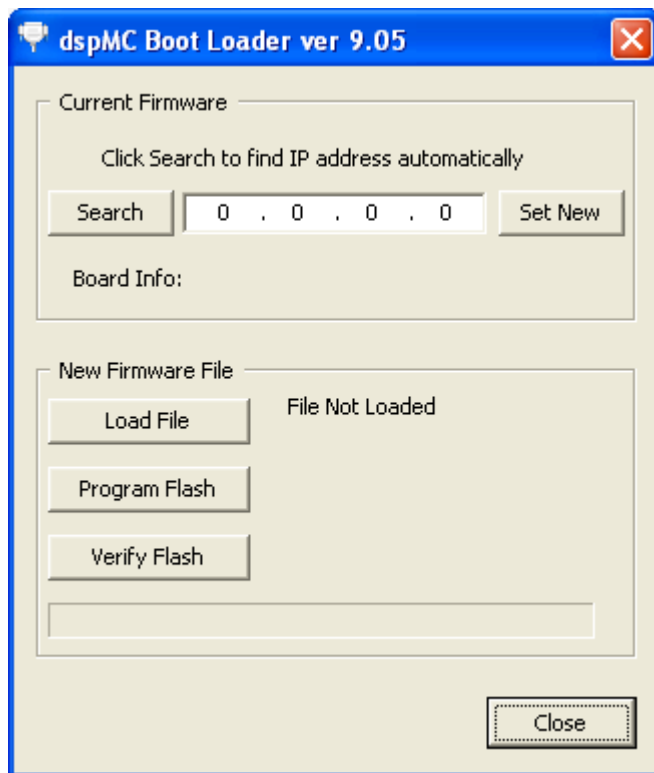 dspMC Boot Loader ver 9.05
Current Firmware
Click Search to find IP address automatically
Search 0 . 0 . 0 . 0 Set New
Board Info:
New Firmware File
Load File File Not Loaded
Program Flash
Verify Flash
Close